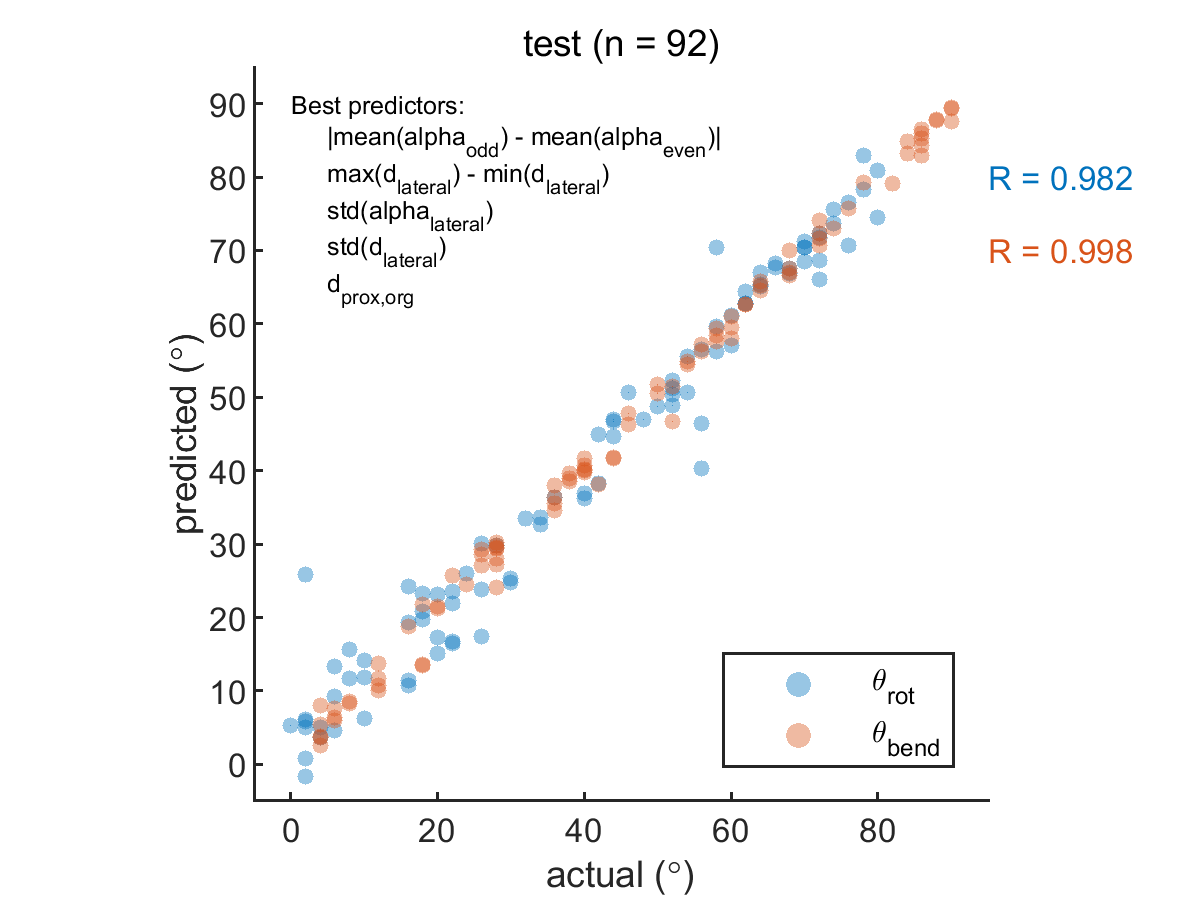 test (n = 92)
Best predictors:
|mean(alpha_odd) - mean(alpha_even)|
max(d_lateral) - min(d_lateral)
std(alpha_lateral)
std(d_lateral)
d_prox,org
R = 0.982
R = 0.998
90
80
70
60
50
40
30
20
10
0
predicted (°)
θ_rot
θ_bend
0 20 40 60 80
actual (°)